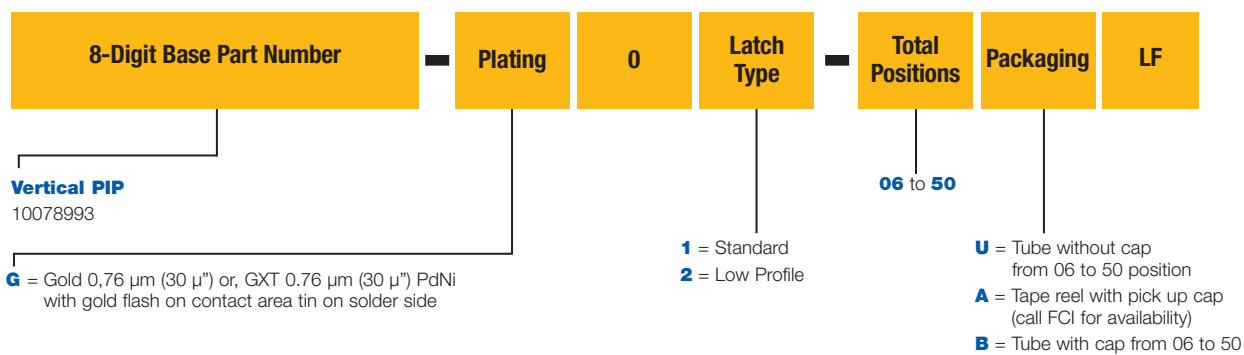 8-Digit Base Part Number - Plating 0 Latch Type - Total Positions Packaging LF
Vertical PIP
10078993
06 to 50
G = Gold 0,76 µm (30 µ”) or, GXT 0.76 µm (30 µ”) PdNi
with gold flash on contact area tin on solder side
1 = Standard
2 = Low Profile
U = Tube without cap
from 06 to 50 position
A = Tape reel with pick up cap
(call FCI for availability)
B = Tube with cap from 06 to 50